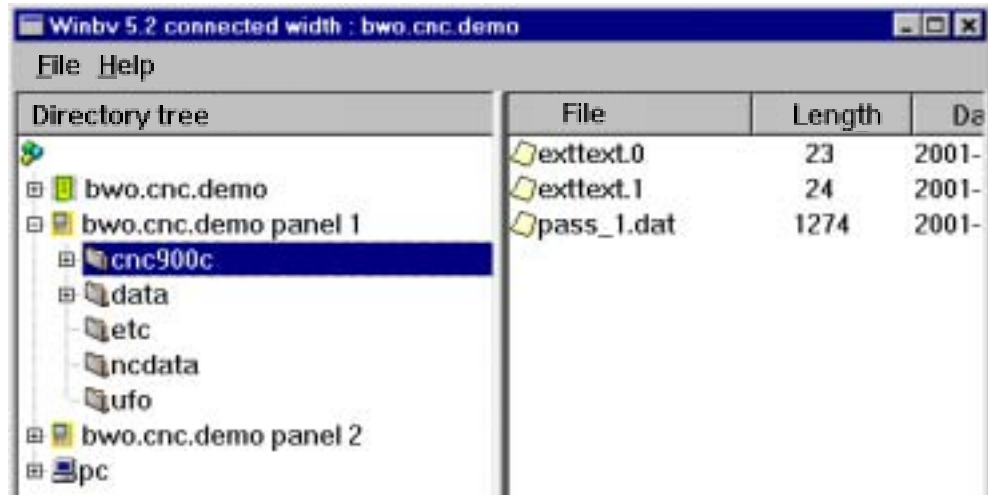 Winbv 5.2 connected width : bwo.cnc.demo
File Help
Directory tree
bwo.cnc.demo
bwo.cnc.demo panel 1
cnc900c
data
etc
ncdata
ufo
bwo.cnc.demo panel 2
pc
File Length Da
exttext.0 23 2001-
exttext.1 24 2001-
pass_1.dat 1274 2001-